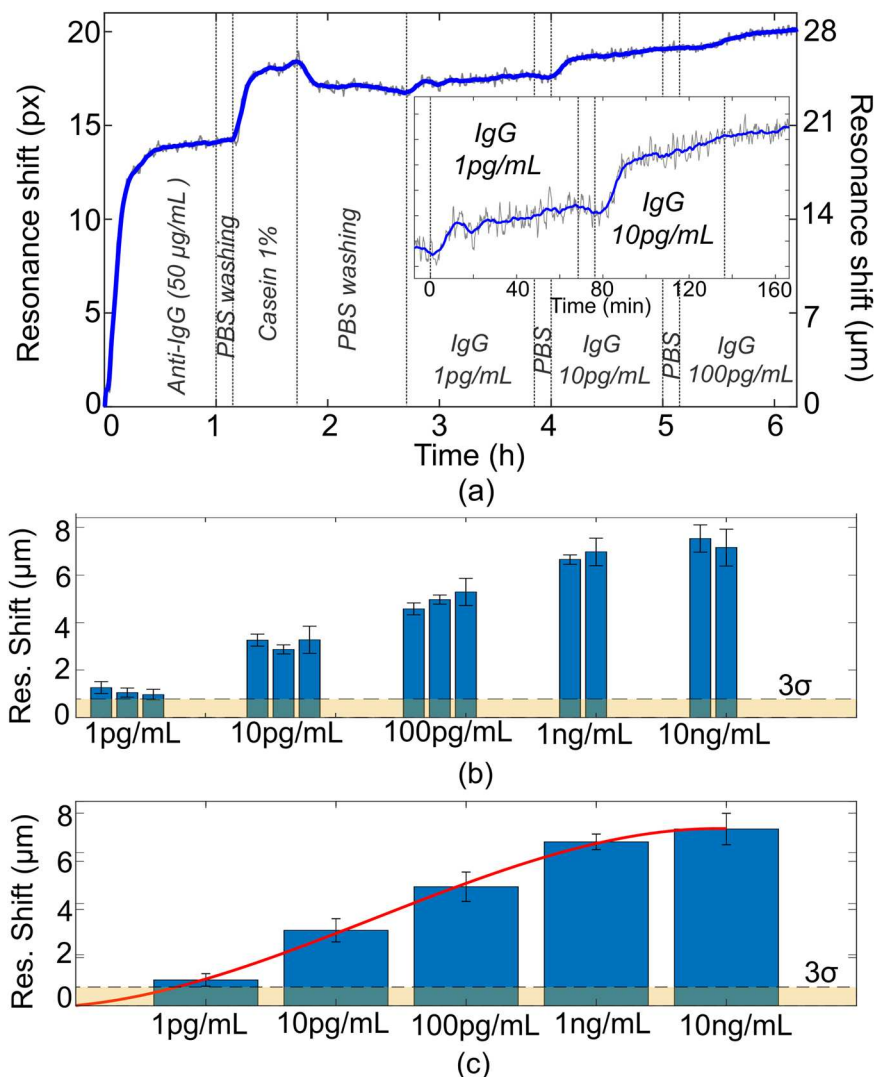 Resonance shift (px)
20
15
10
5
0
28
21
14
7
0
Resonance shift (μm)
Anti-IgG (50 μg/mL )
PBS washing
Casein 1%
PBS washing
IgG
1pg/mL
PBS
IgG
10pg/mL
PBS
IgG
100pg/mL
IgG
1pg/mL
IgG
10pg/mL
0 40 80 120 160
Time (min)
0 1 2 3 4 5 6
Time (h)
(a)
Res. Shift (μm)
8
6
4
2
0
3σ
1pg/mL 10pg/mL 100pg/mL 1ng/mL 10ng/mL
(b)
Res. Shift (μm)
8
6
4
2
0
3σ
1pg/mL 10pg/mL 100pg/mL 1ng/mL 10ng/mL
(c)